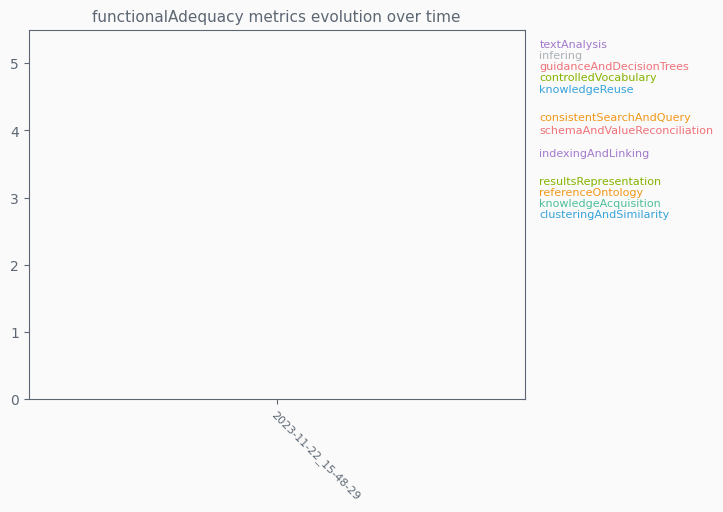 functionalAdequacy metrics evolution over time
textAnalysis
infering
guidanceAndDecisionTrees
controlledVocabulary
knowledgeReuse
consistentSearchAndQuery
schemaAndValueReconciliation
indexingAndLinking
resultsRepresentation
referenceOntology
knowledgeAcquisition
clusteringAndSimilarity
5
4
3
2
1
0
2023-11-22_15-48-29